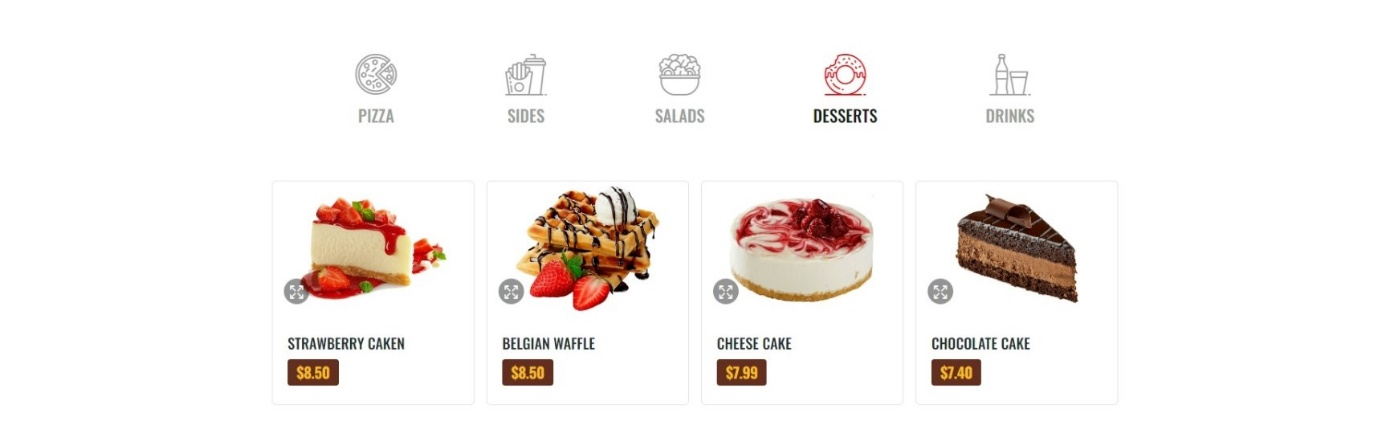 PIZZA SIDES SALADS DESSERTS DRINKS
STRAWBERRY CAKEN BELGIAN WAFFLE CHEESE CAKE CHOCOLATE CAKE
$8.50 $8.50 $7.99 $7.40